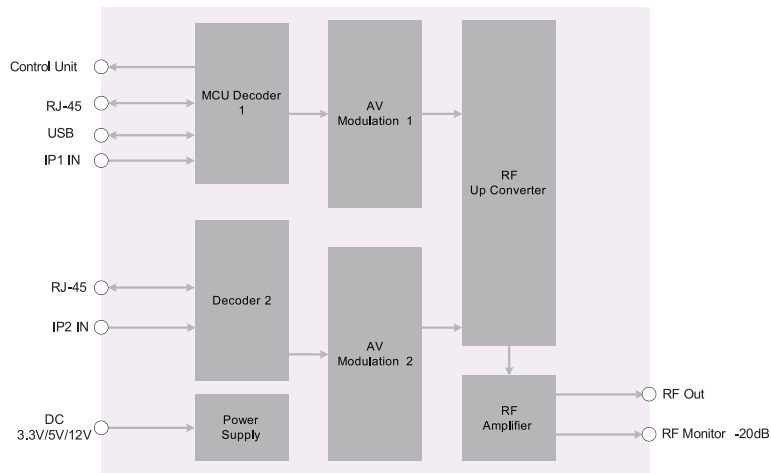 Control Unit
RJ-45
USB
IP1 IN
MCU Decoder
1
AV
Modulation 1
RF
Up Converter
RJ-45
IP2 IN
Decoder 2
AV
Modulation 2
DC
3.3V/5V/12V
Power
Supply
RF
Amplifier
RF Out
RF Monitor -20dB